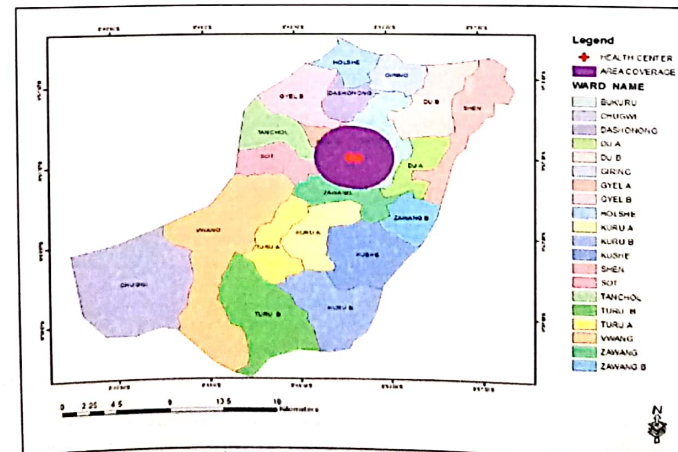 HOLSHE
GIRING
GYEL B
DASHONONG
DU B
SHEN
TANCHOL
SOT
DU A
ZAWANG
ZAWANG B
VWANG
TURU A
KURU A
KUSHE
CHUGWI
TURU B
KURU B
0 2.25 4.5 9 13.5 18
Kilometers
Legend
HEALTH CENTER
AREA COVERAGE
WARD NAME
BUKURU
CHUGWI
DASHONONG
DU A
DU B
GIRING
GYEL A
GYEL B
HOLSHE
KURU A
KURU B
KUSHE
SHEN
SOT
TANCHOL
TURU B
TURU A
VWANG
ZAWANG
ZAWANG B
N